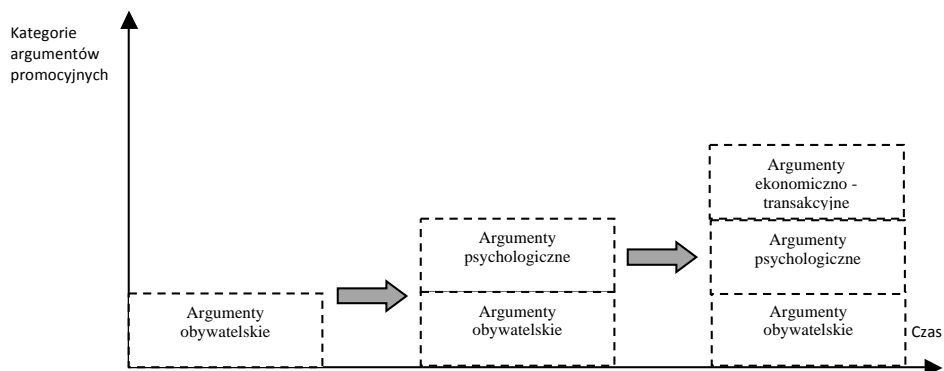 Kategorie
argumentów
promocyjnych
Argumenty
obywatelskie
Argumenty
psychologiczne
Argumenty
obywatelskie
Argumenty
ekonomiczno -
transakcyjne
Argumenty
psychologiczne
Argumenty
obywatelskie
Czas